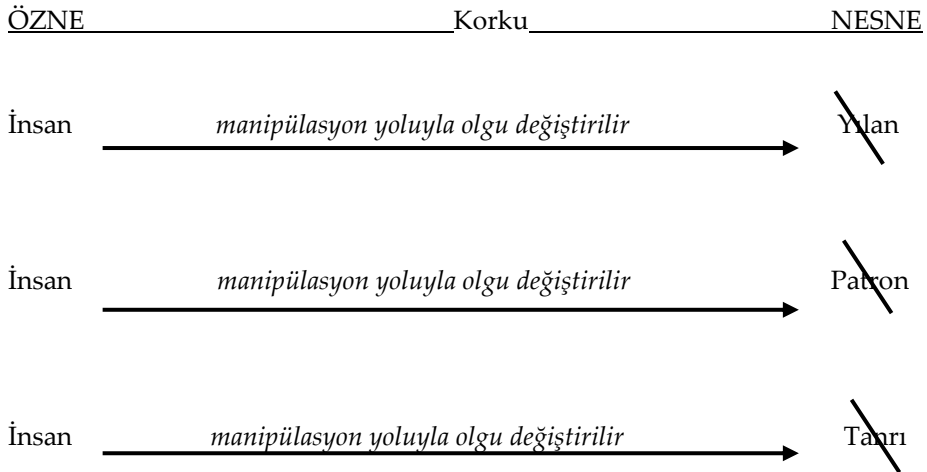 ÖZNE Korku NESNE
İnsan manipülasyon yoluyla olgu değiştirilir Yılan
İnsan manipülasyon yoluyla olgu değiştirilir Patron
İnsan manipülasyon yoluyla olgu değiştirilir Tanrı